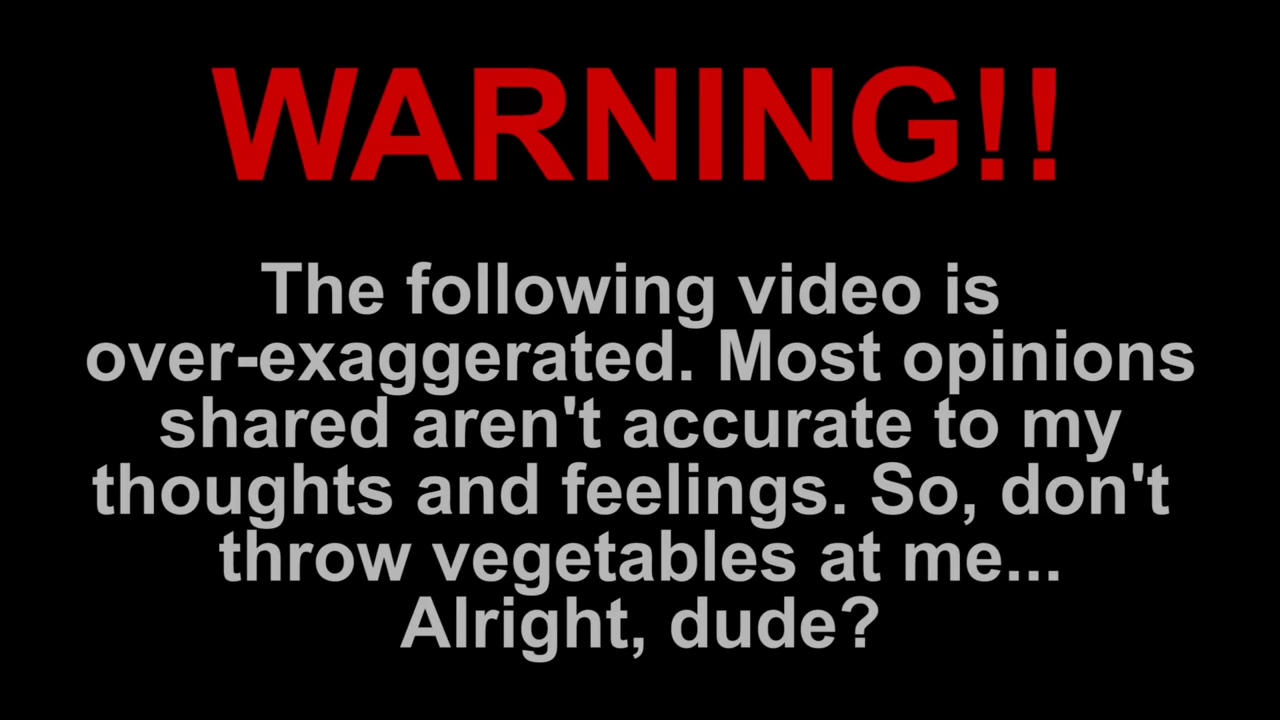 WARNING!!
The following video is
over-exaggerated. Most opinions
shared aren't accurate to my
thoughts and feelings. So, don't
throw vegetables at me...
Alright, dude?